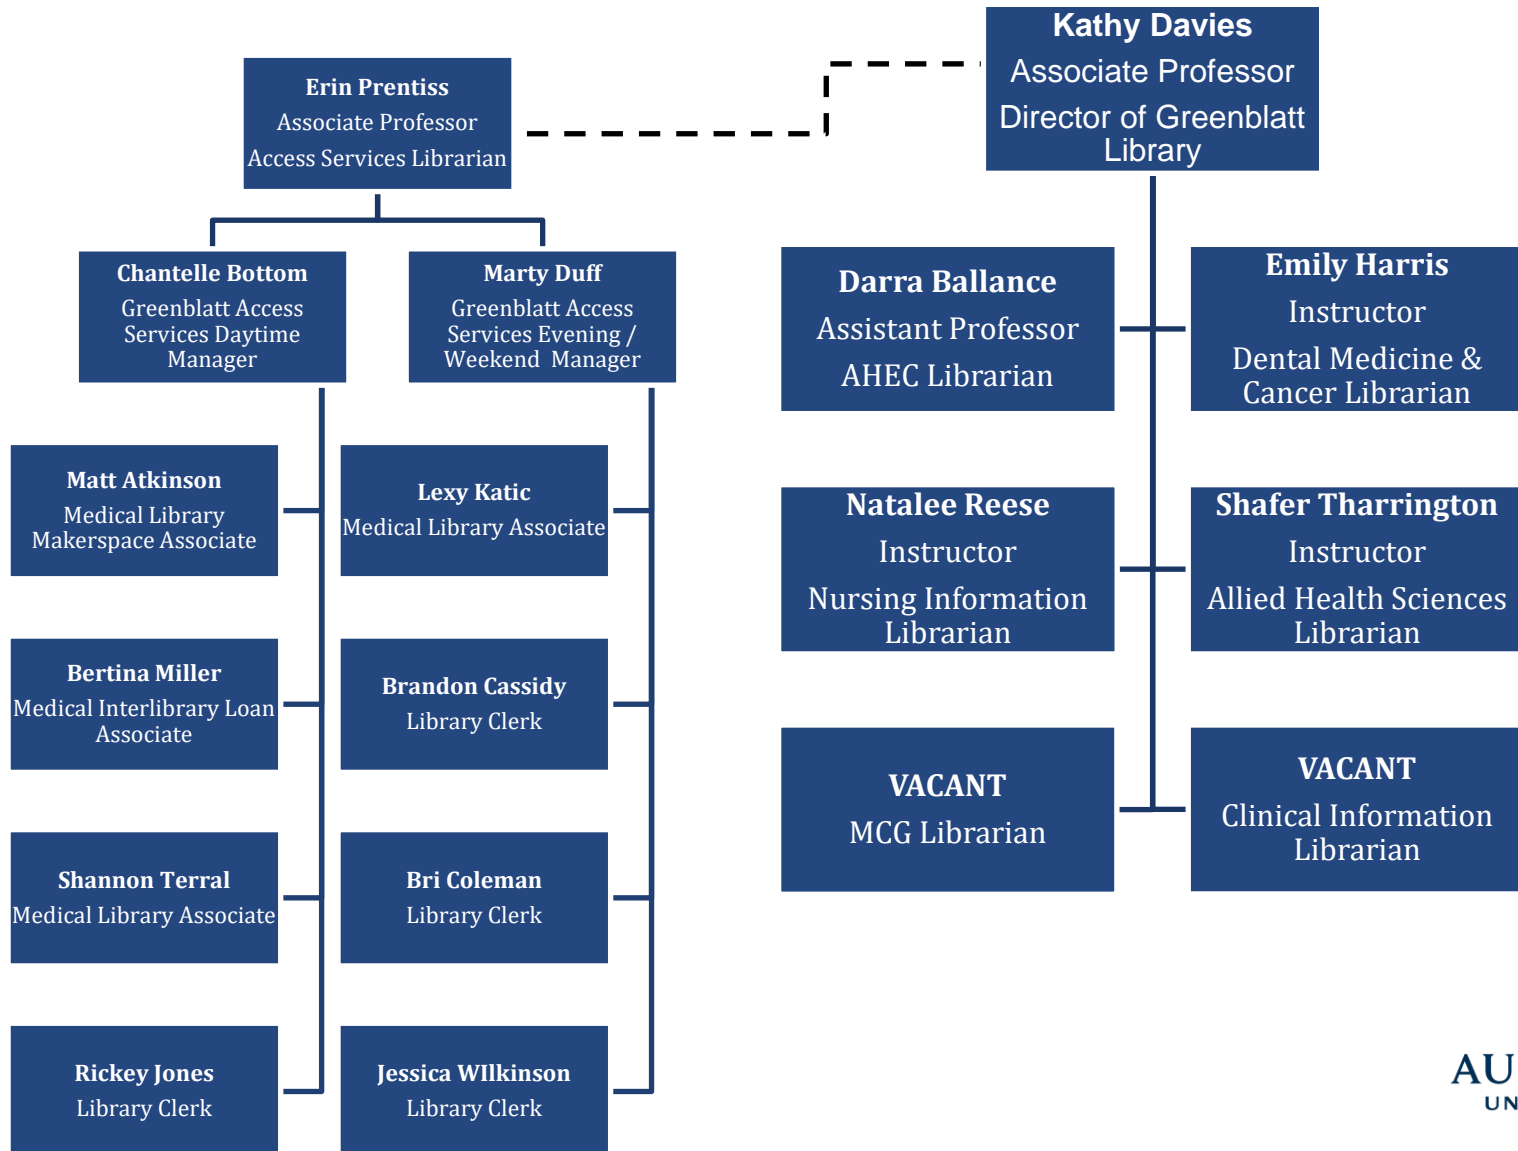 Kathy Davies
Associate Professor
Director of Greenblatt
Library
Erin Prentiss
Associate Professor
Access Services Librarian
Chantelle Bottom
Greenblatt Access
Services Daytime
Manager
Marty Duff
Greenblatt Access
Services Evening /
Weekend Manager
Matt Atkinson
Medical Library
Makerspace Associate
Lexy Katic
Medical Library Associate
Bertina Miller
Medical Interlibrary Loan
Associate
Brandon Cassidy
Library Clerk
Shannon Terral
Medical Library Associate
Bri Coleman
Library Clerk
Rickey Jones
Library Clerk
Jessica WIlkinson
Library Clerk
Darra Ballance
Assistant Professor
AHEC Librarian
Emily Harris
Instructor
Dental Medicine &
Cancer Librarian
Natalee Reese
Instructor
Nursing Information
Librarian
Shafer Tharrington
Instructor
Allied Health Sciences
Librarian
VACANT
MCG Librarian
VACANT
Clinical Information
Librarian
AU
UN